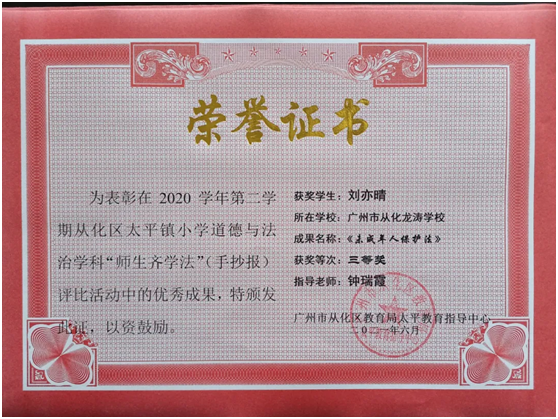 荣誉证书
为表彰在 2020 学年第二学
期从化区太平镇小学道德与法
治学科“师生齐学法”（手抄报）
评比活动中的优秀成果，特颁发
此证，以资鼓励。
获奖学生：刘亦晴
所在学校：广州市从化龙涛学校
成果名称：《未成年人保护法》
获奖等次：三等奖
指导老师：钟瑞霞
广州市从化区教育局太平教育指导中心
二〇二一年六月